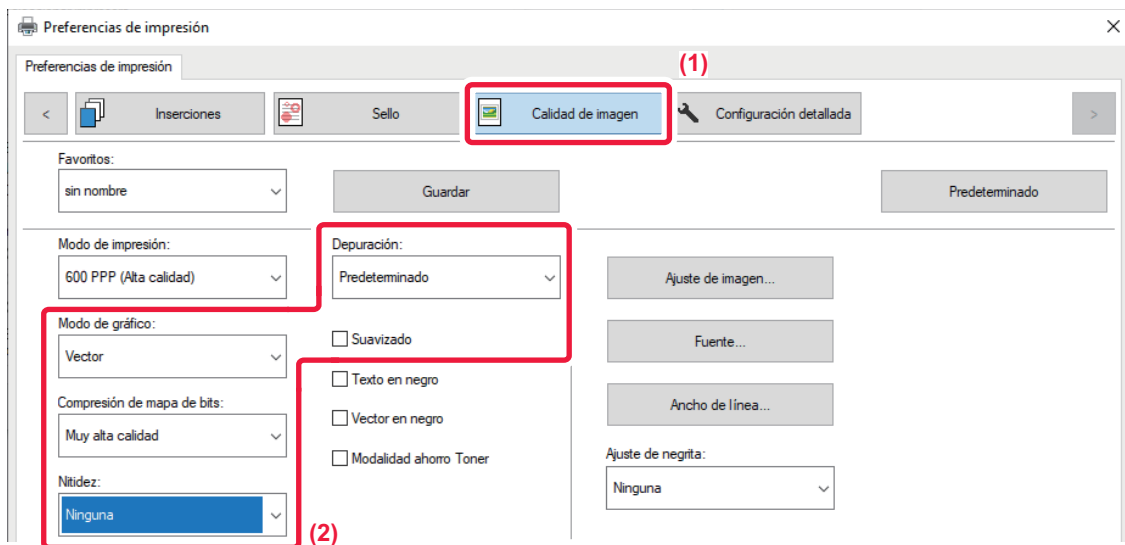 Preferencias de impresión
Preferencias de impresión
(1)
< Inserciones Sello Calidad de imagen Configuración detallada >
Favoritos:
sin nombre Guardar Predeterminado
Modo de impresión: Depuración:
600 PPP (Alta calidad) Predeterminado Ajuste de imagen...
Modo de gráfico:
Vector Suavizado Fuente...
Texto en negro
Compresión de mapa de bits: Ancho de línea...
Vector en negro
Muy alta calidad
Modalidad ahorro Toner Ajuste de negrita:
Nitidez:
Ninguna
Ninguna
(2)